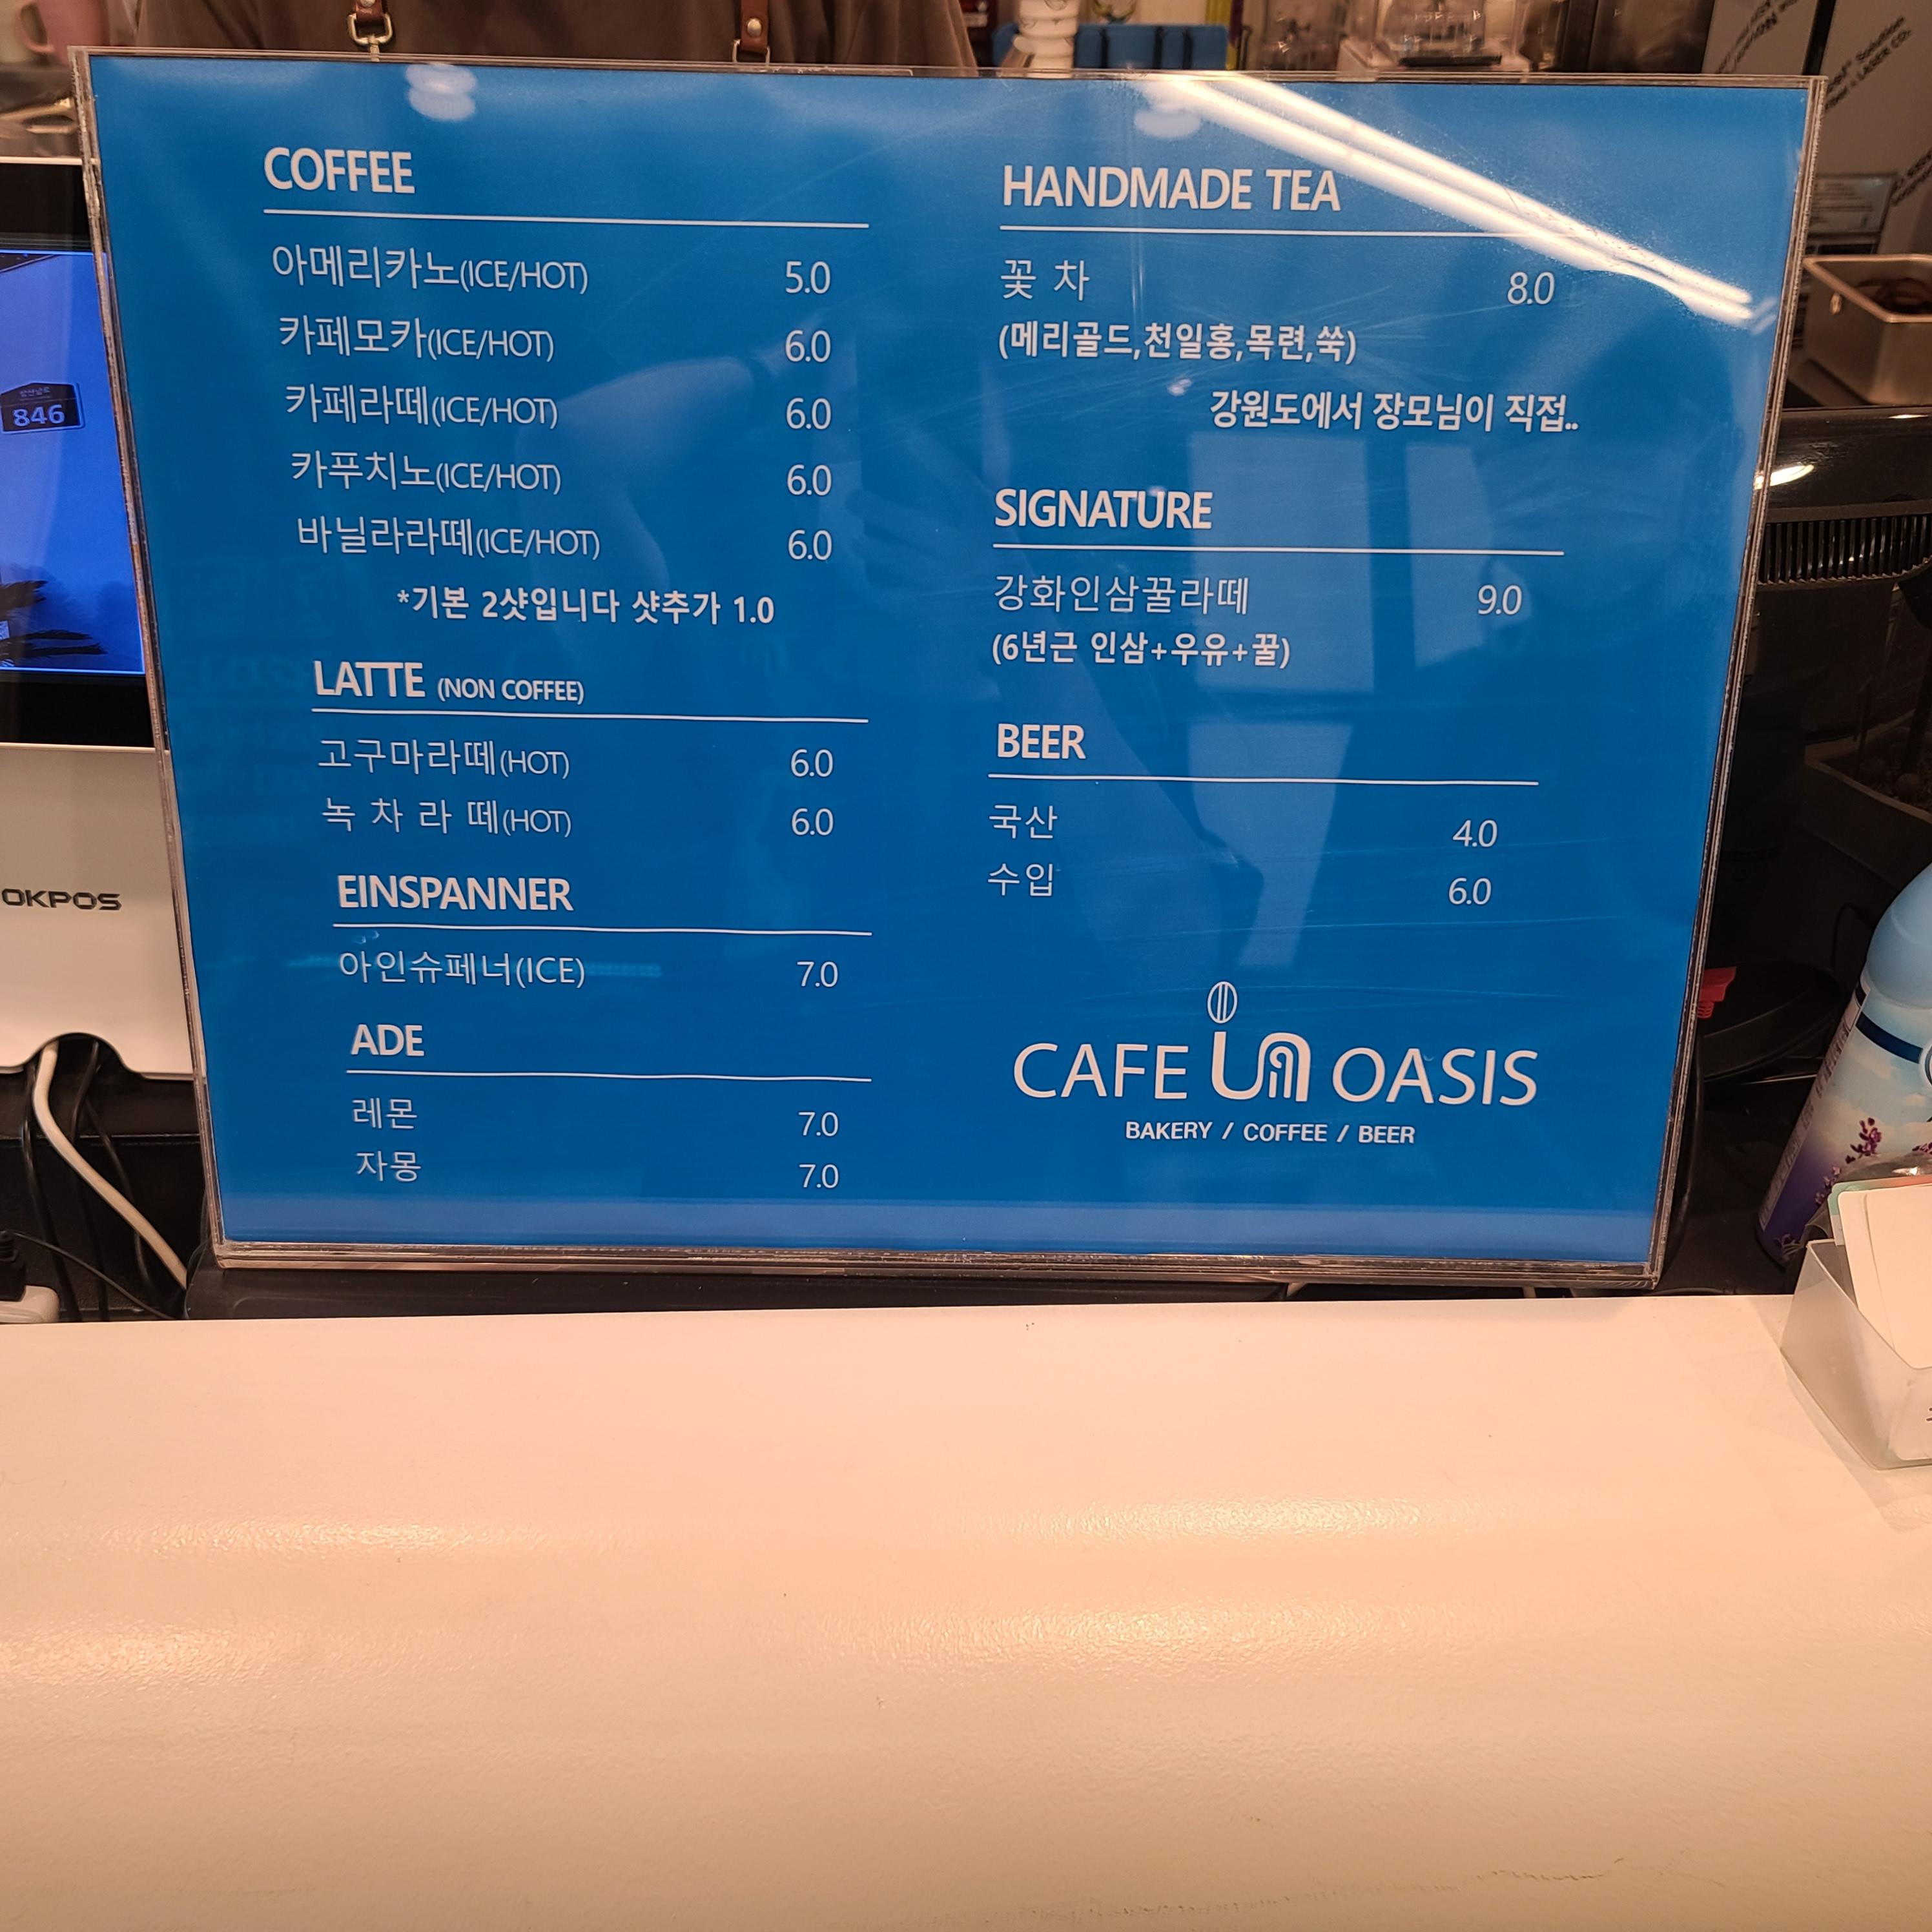 COFFEE
아메리카노(ICE/HOT) 5.0
카페모카(ICE/HOT) 6.0
카페라떼(ICE/HOT) 6.0
카푸치노(ICE/HOT) 6.0
바닐라라떼(ICE/HOT) 6.0
*기본 2샷입니다 샷추가 1.0
LATTE (NON COFFEE)
고구마라떼(HOT) 6.0
녹 차 라 떼(HOT) 6.0
EINSPANNER
아인슈페너(ICE) 7.0
ADE
레몬 7.0
자몽 7.0
HANDMADE TEA
꽃 차 8.0
(메리골드,천일홍,목련,쑥)
강원도에서 장모님이 직접..
SIGNATURE
강화인삼꿀라떼 9.0
(6년근 인삼+우유+꿀)
BEER
국산 4.0
수입 6.0
CAFE in OASIS
BAKERY / COFFEE / BEER
846
OKPOS